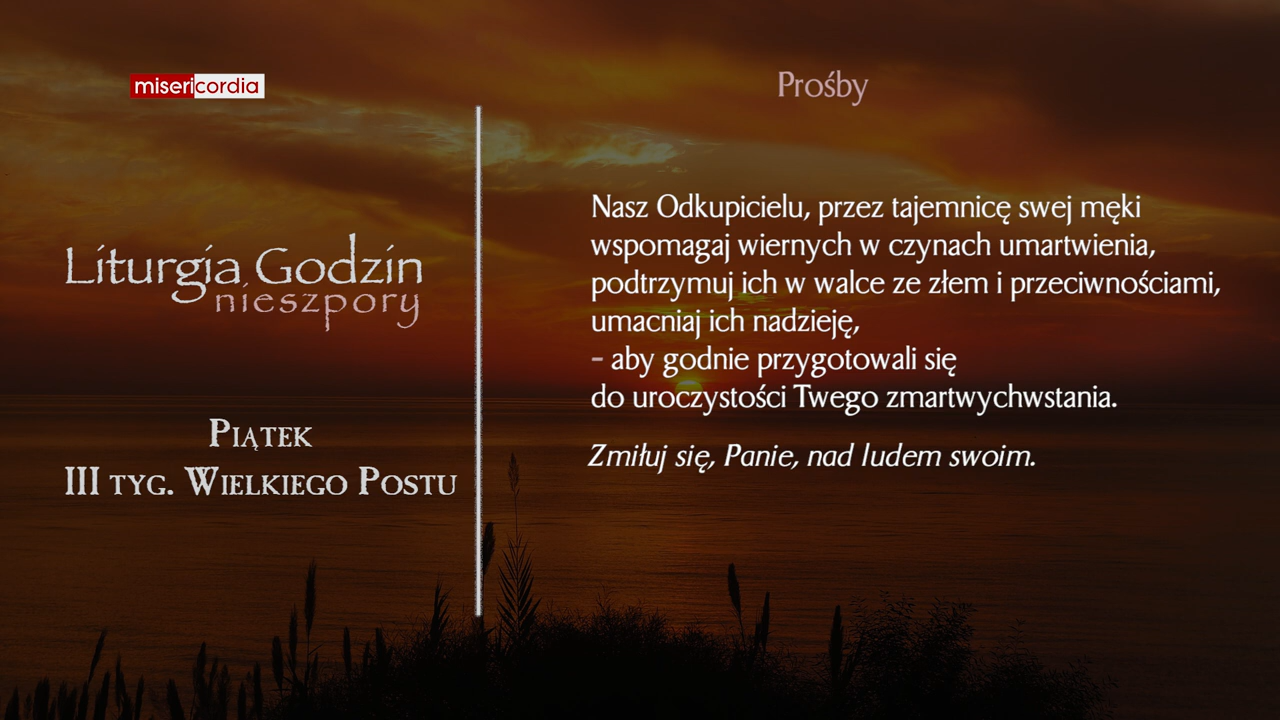 misericordia
Liturgia Godzin
nieszpory
Piątek
III tyg. Wielkiego Postu
Prośby
Nasz Odkupicielu, przez tajemnicę swej męki
wspomagaj wiernych w czynach umartwienia,
podtrzymuj ich w walce ze złem i przeciwnościami,
umacniaj ich nadzieję,
- aby godnie przygotowali się
do uroczystości Twego zmartwychwstania.
Zmiłuj się, Panie, nad ludem swoim.